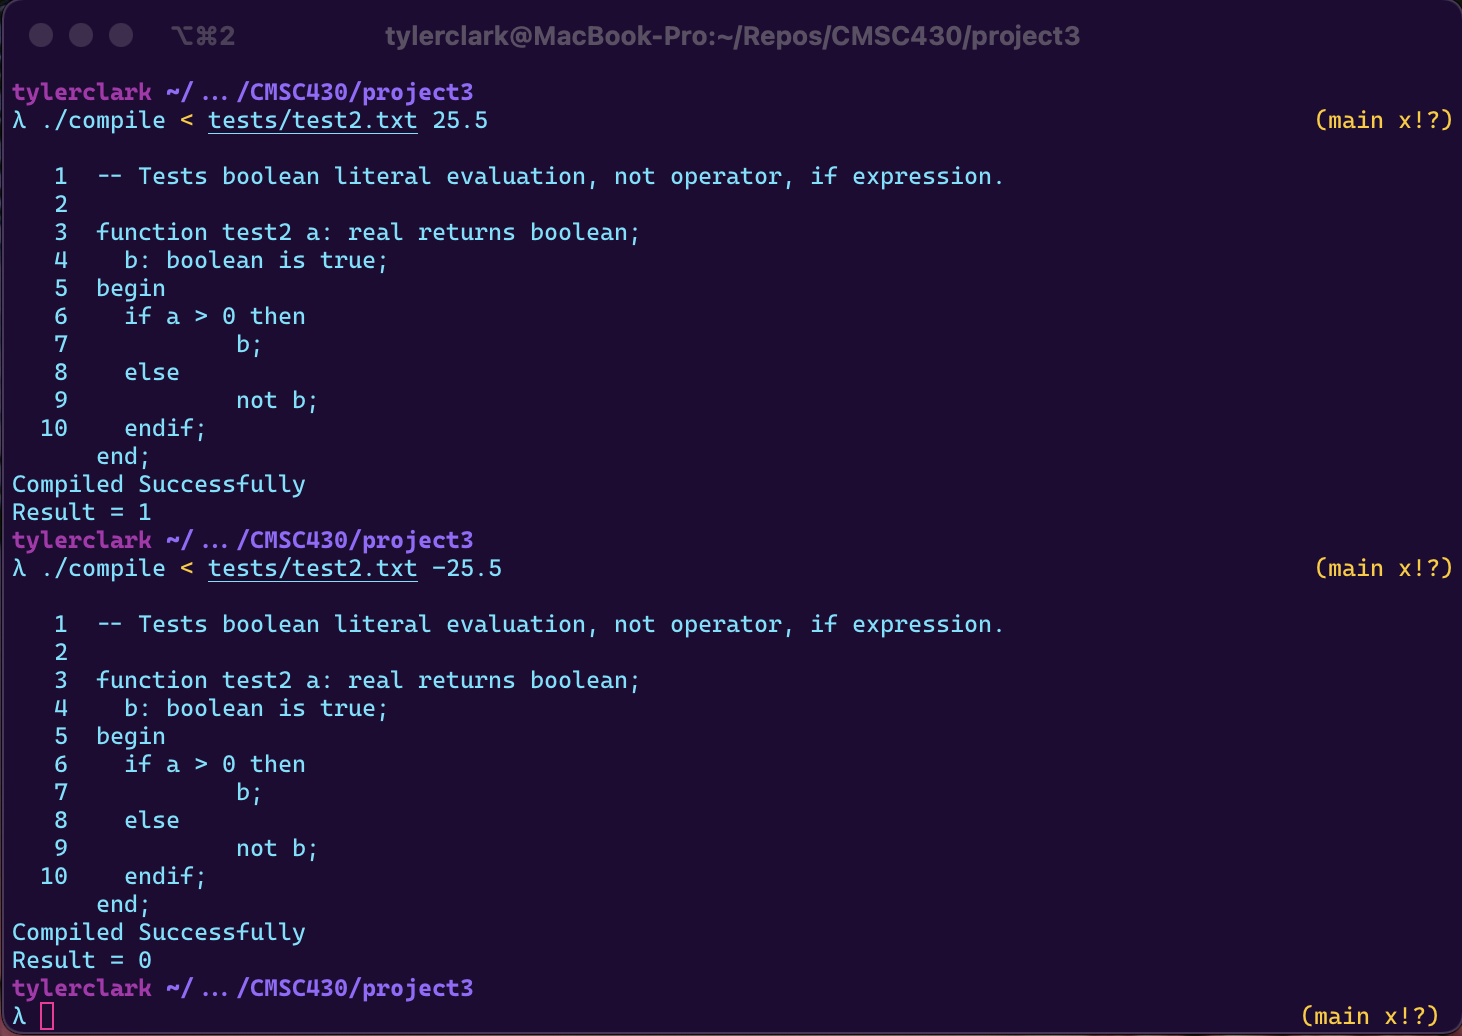 ⌥⌘2 tylerclark@MacBook-Pro:~/Repos/CMSC430/project3
tylerclark ~/ ... /CMSC430/project3
λ ./compile < tests/test2.txt 25.5 (main x!?)
1 -- Tests boolean literal evaluation, not operator, if expression.
2
3 function test2 a: real returns boolean;
4 b: boolean is true;
5 begin
6 if a > 0 then
7 b;
8 else
9 not b;
10 endif;
end;
Compiled Successfully
Result = 1
tylerclark ~/ ... /CMSC430/project3
λ ./compile < tests/test2.txt -25.5 (main x!?)
1 -- Tests boolean literal evaluation, not operator, if expression.
2
3 function test2 a: real returns boolean;
4 b: boolean is true;
5 begin
6 if a > 0 then
7 b;
8 else
9 not b;
10 endif;
end;
Compiled Successfully
Result = 0
tylerclark ~/ ... /CMSC430/project3
λ (main x!?)